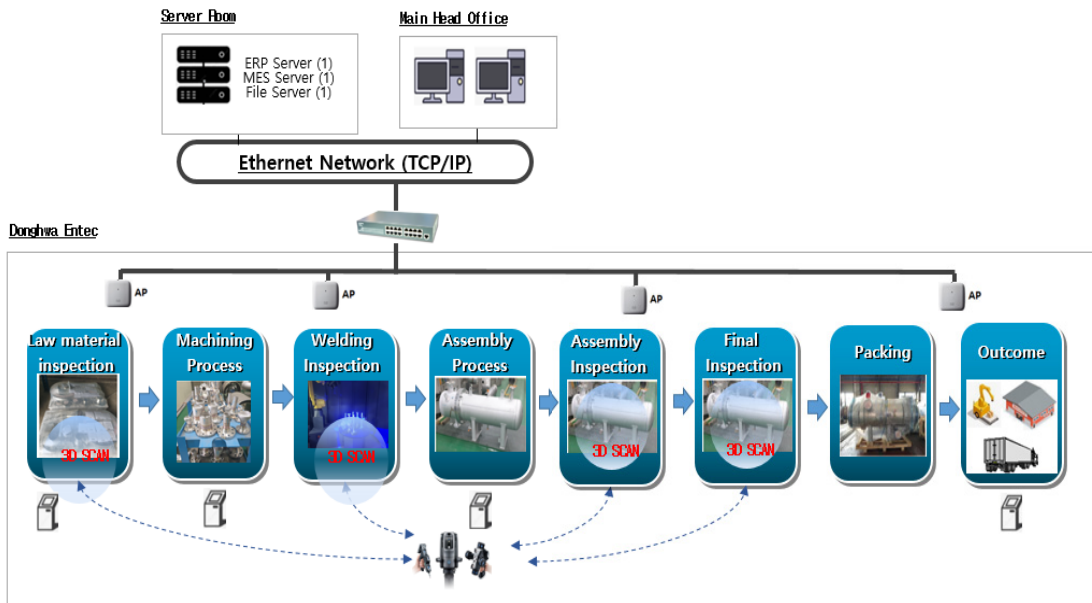 Server Room
Main Head Office
ERP Server (1)
MES Server (1)
File Server (1)
Ethernet Network (TCP/IP)
Donghwa Entec
AP
AP
AP
AP
Law material
inspection
3D SCAN
Machining
Process
Welding
Inspection
3D SCAN
Assembly
Process
Assembly
Inspection
3D SCAN
Final
Inspection
3D SCAN
Packing
Outcome